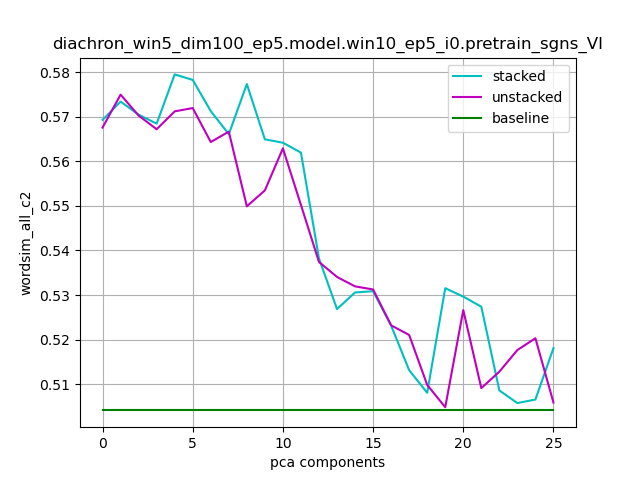 diachron_win5_dim100_ep5.model.win10_ep5_i0.pretrain_sgns_VI
stacked
unstacked
baseline
wordsim_all_c2
0.58
0.57
0.56
0.55
0.54
0.53
0.52
0.51
0
5
10
15
20
25
pca components